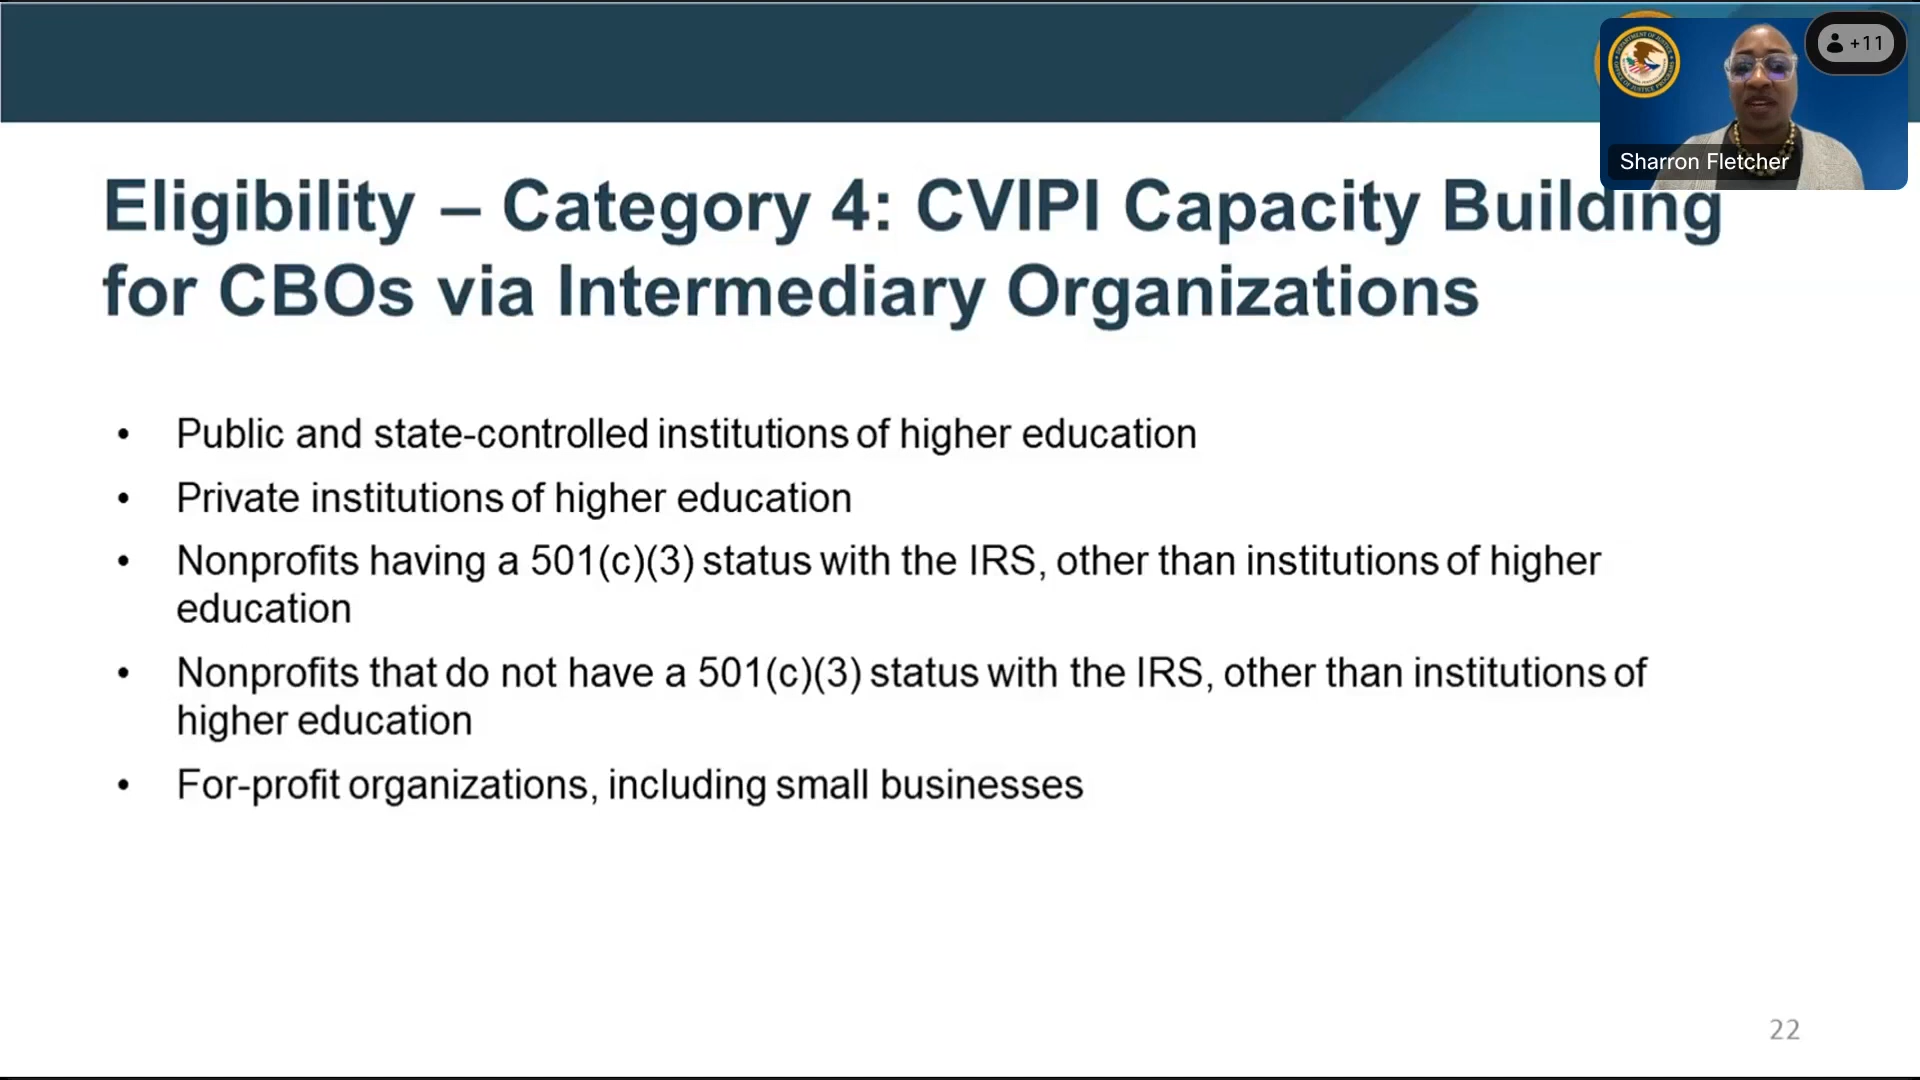 +11
Sharron Fletcher
Eligibility – Category 4: CVIPI Capacity Building
for CBOs via Intermediary Organizations
• Public and state-controlled institutions of higher education
• Private institutions of higher education
• Nonprofits having a 501(c)(3) status with the IRS, other than institutions of higher
education
• Nonprofits that do not have a 501(c)(3) status with the IRS, other than institutions of
higher education
• For-profit organizations, including small businesses
22